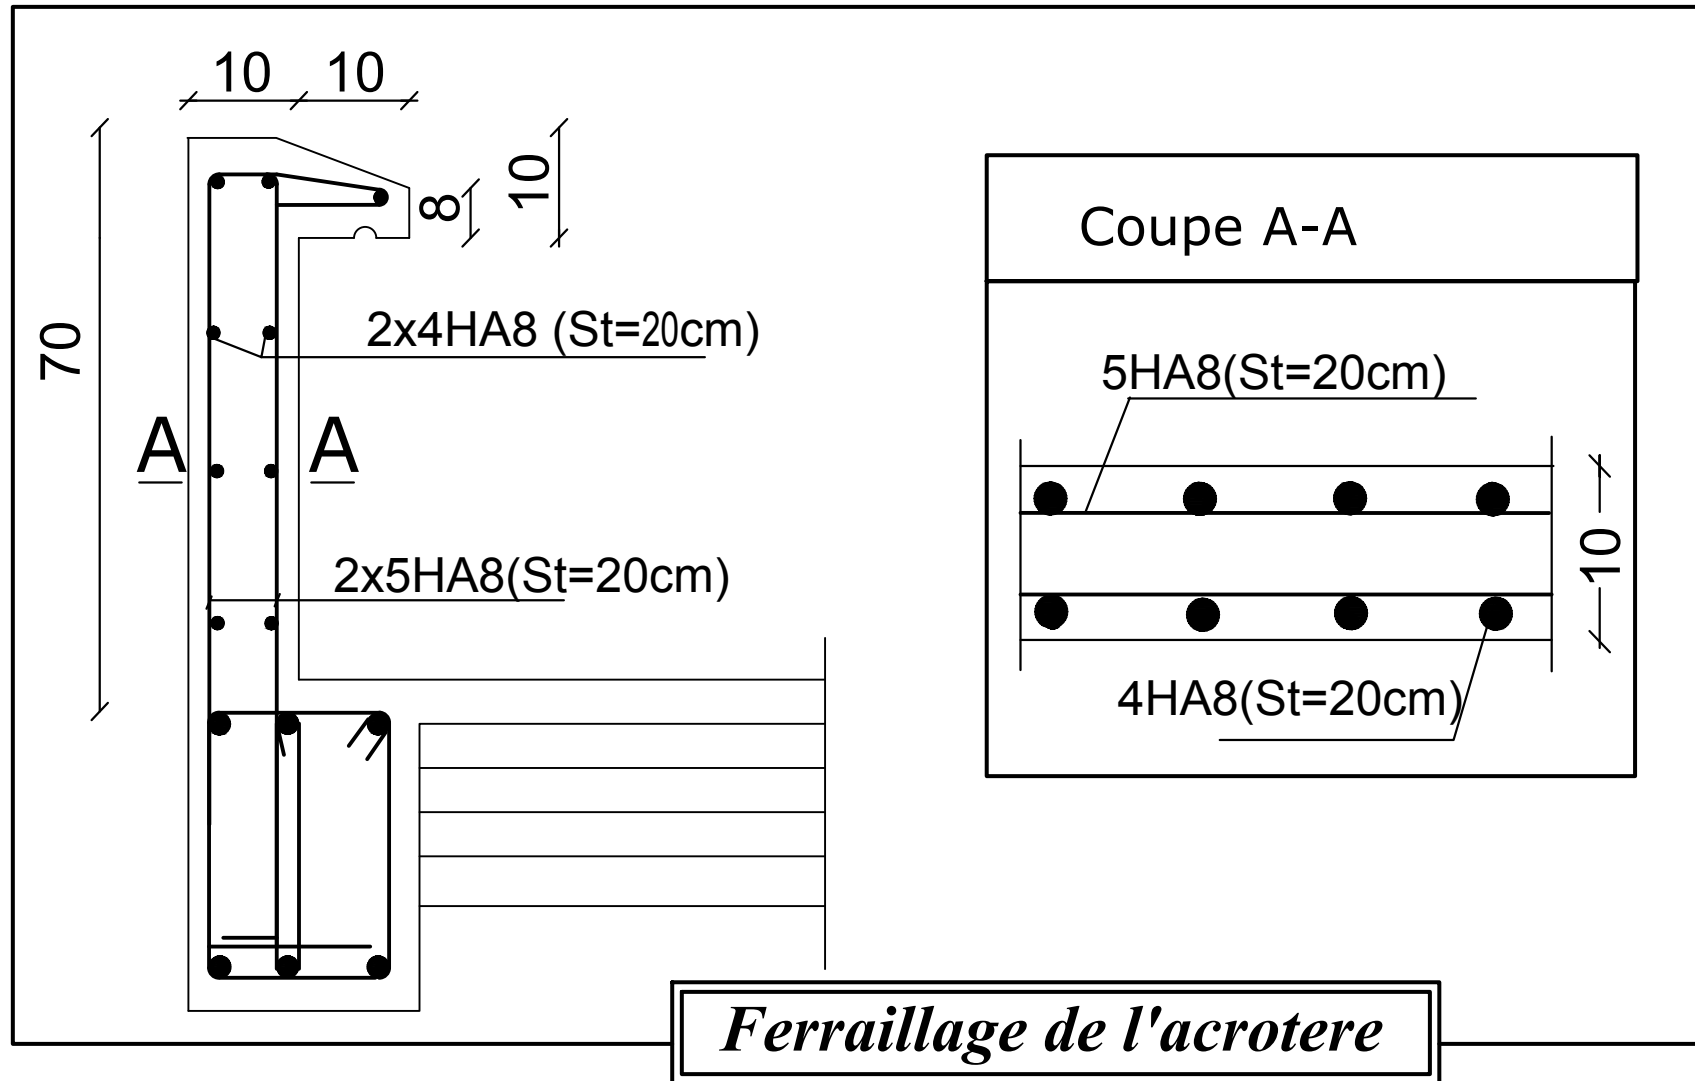 10 10
10
8
70
2x4HA8 (St=20cm)
A A
2x5HA8(St=20cm)
Coupe A-A
5HA8(St=20cm)
10
4HA8(St=20cm)
Ferraillage de l'acrotere